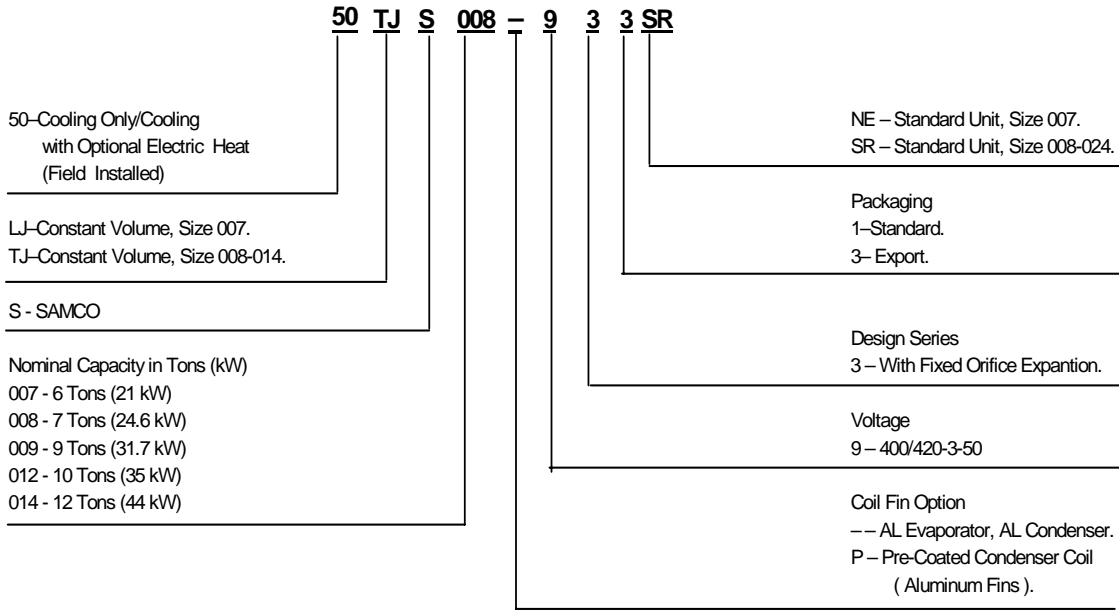 50 TJ S 008 – 9 3 3 SR
50–Cooling Only/Cooling
with Optional Electric Heat
(Field Installed)
LJ–Constant Volume, Size 007.
TJ–Constant Volume, Size 008-014.
S - SAMCO
Nominal Capacity in Tons (kW)
007 - 6 Tons (21 kW)
008 - 7 Tons (24.6 kW)
009 - 9 Tons (31.7 kW)
012 - 10 Tons (35 kW)
014 - 12 Tons (44 kW)
NE – Standard Unit, Size 007.
SR – Standard Unit, Size 008-024.
Packaging
1–Standard.
3– Export.
Design Series
3 – With Fixed Orifice Expantion.
Voltage
9 – 400/420-3-50
Coil Fin Option
– – AL Evaporator, AL Condenser.
P – Pre-Coated Condenser Coil
( Aluminum Fins ).